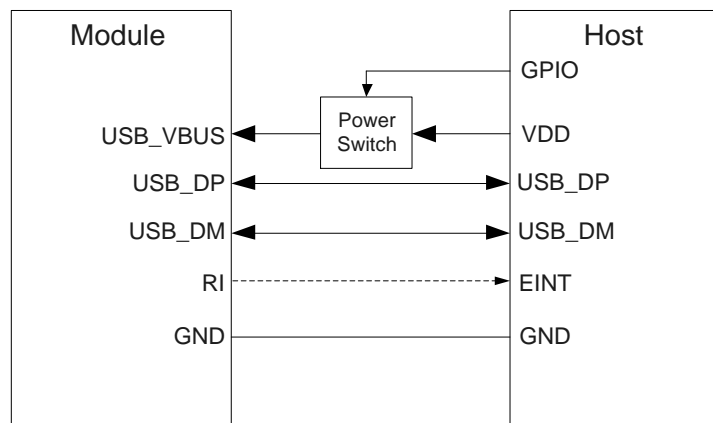 Module
Host
GPIO
Power
Switch
USB_VBUS
VDD
USB_DP
USB_DP
USB_DM
USB_DM
RI
EINT
GND
GND